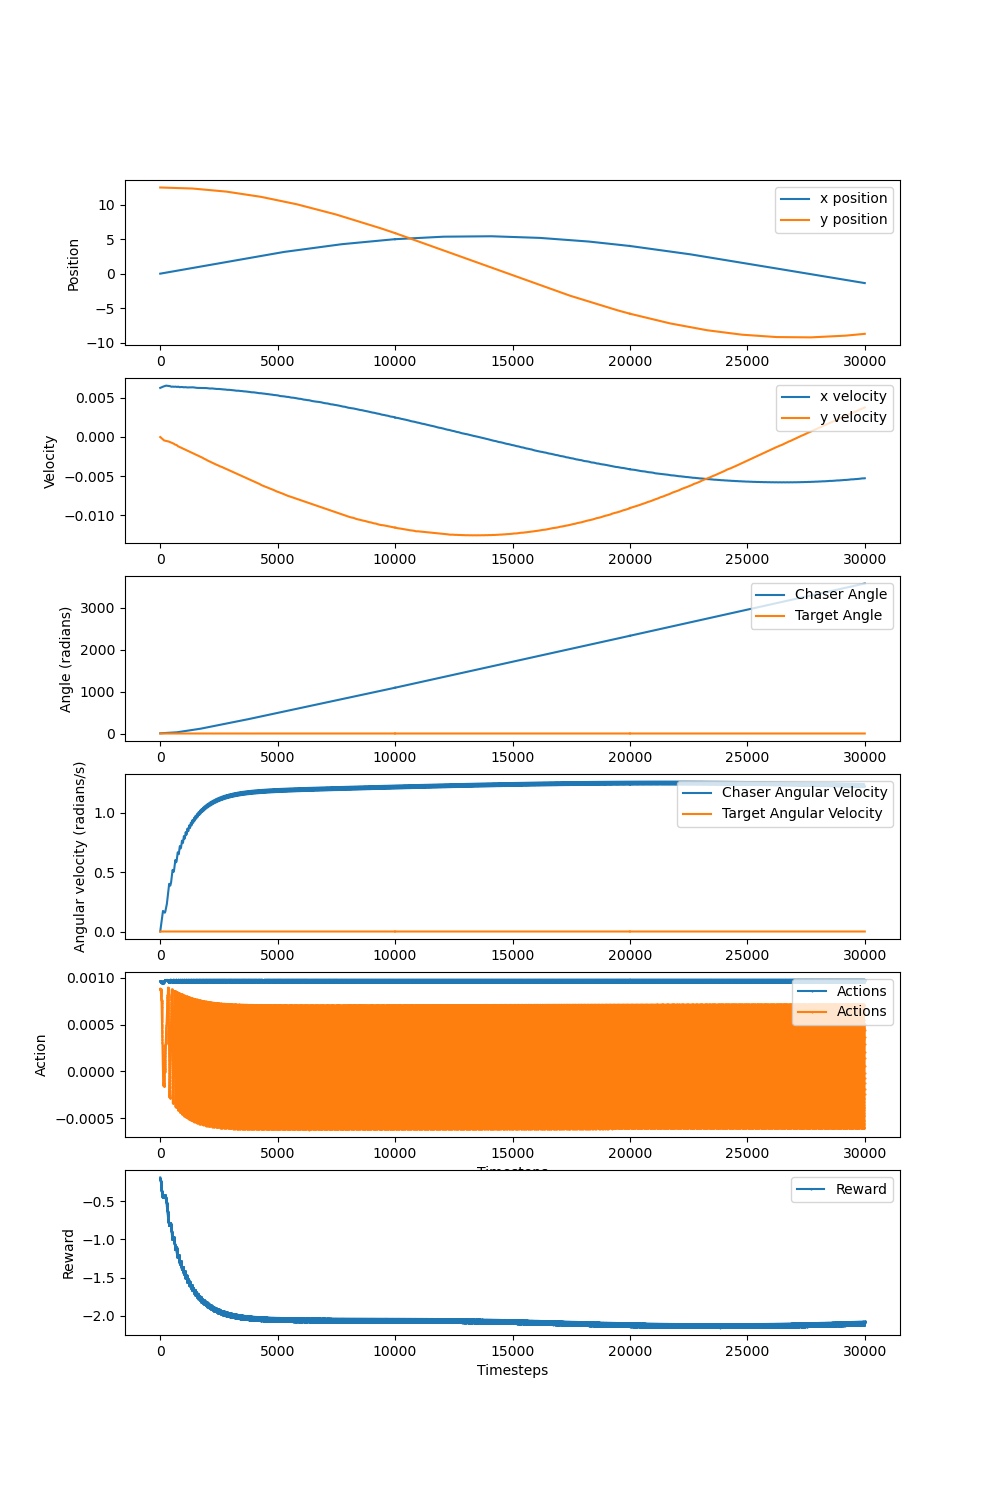 Position
10
5
0
−5
−10
x position
y position
0 5000 10000 15000 20000 25000 30000
Velocity
0.005
0.000
−0.005
−0.010
x velocity
y velocity
0 5000 10000 15000 20000 25000 30000
Angle (radians)
3000
2000
1000
0
Chaser Angle
Target Angle
0 5000 10000 15000 20000 25000 30000
Angular velocity (radians/s)
1.0
0.5
0.0
Chaser Angular Velocity
Target Angular Velocity
0 5000 10000 15000 20000 25000 30000
Action
0.0010
0.0005
0.0000
−0.0005
Actions
Actions
0 5000 10000 15000 20000 25000 30000
Timesteps
Reward
−0.5
−1.0
−1.5
−2.0
Reward
0 5000 10000 15000 20000 25000 30000
Timesteps